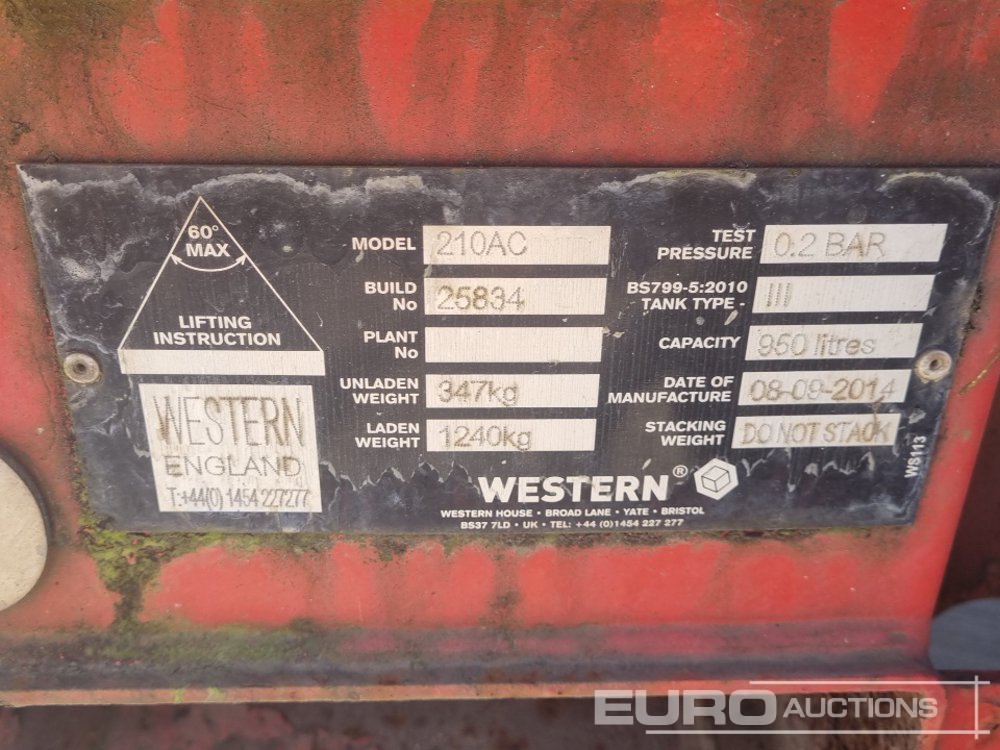 60°
MAX
LIFTING
INSTRUCTION
WESTERN
ENGLAND
T:+44(0) 1454 227277
MODEL 210AC
BUILD No 25834
PLANT No
UNLADEN WEIGHT 347kg
LADEN WEIGHT 1240kg
TEST PRESSURE 0.2 BAR
BS799-5:2010 TANK TYPE - III
CAPACITY 950 litres
DATE OF MANUFACTURE 08-09-2014
STACKING WEIGHT DO NOT STACK
WS113
WESTERN®
WESTERN HOUSE • BROAD LANE • YATE • BRISTOL
BS37 7LD • UK • TEL: +44 (0)1454 227 277
EURO AUCTIONS